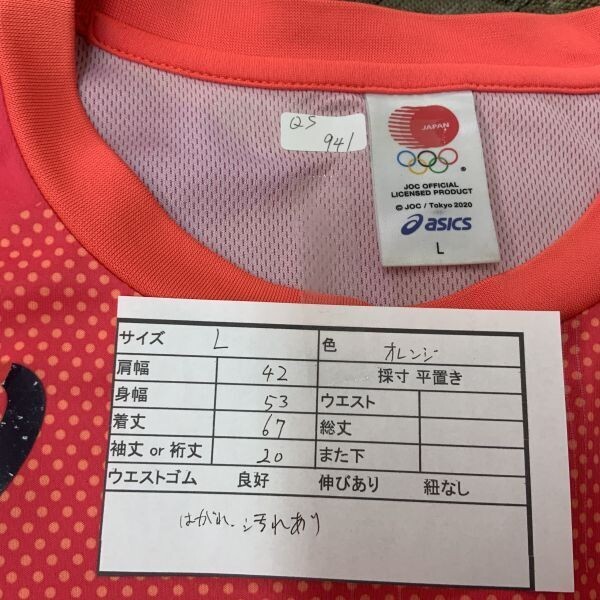 QS
941
JAPAN
JOC OFFICIAL
LICENSED PRODUCT
© JOC / Tokyo 2020
asics
L
サイズ L 色 オレンジ
肩幅 42 採寸 平置き
身幅 53 ウエスト
着丈 67 総丈
袖丈 or 裄丈 20 また下
ウエストゴム 良好 伸びあり 紐なし
はがれ、汚れあり